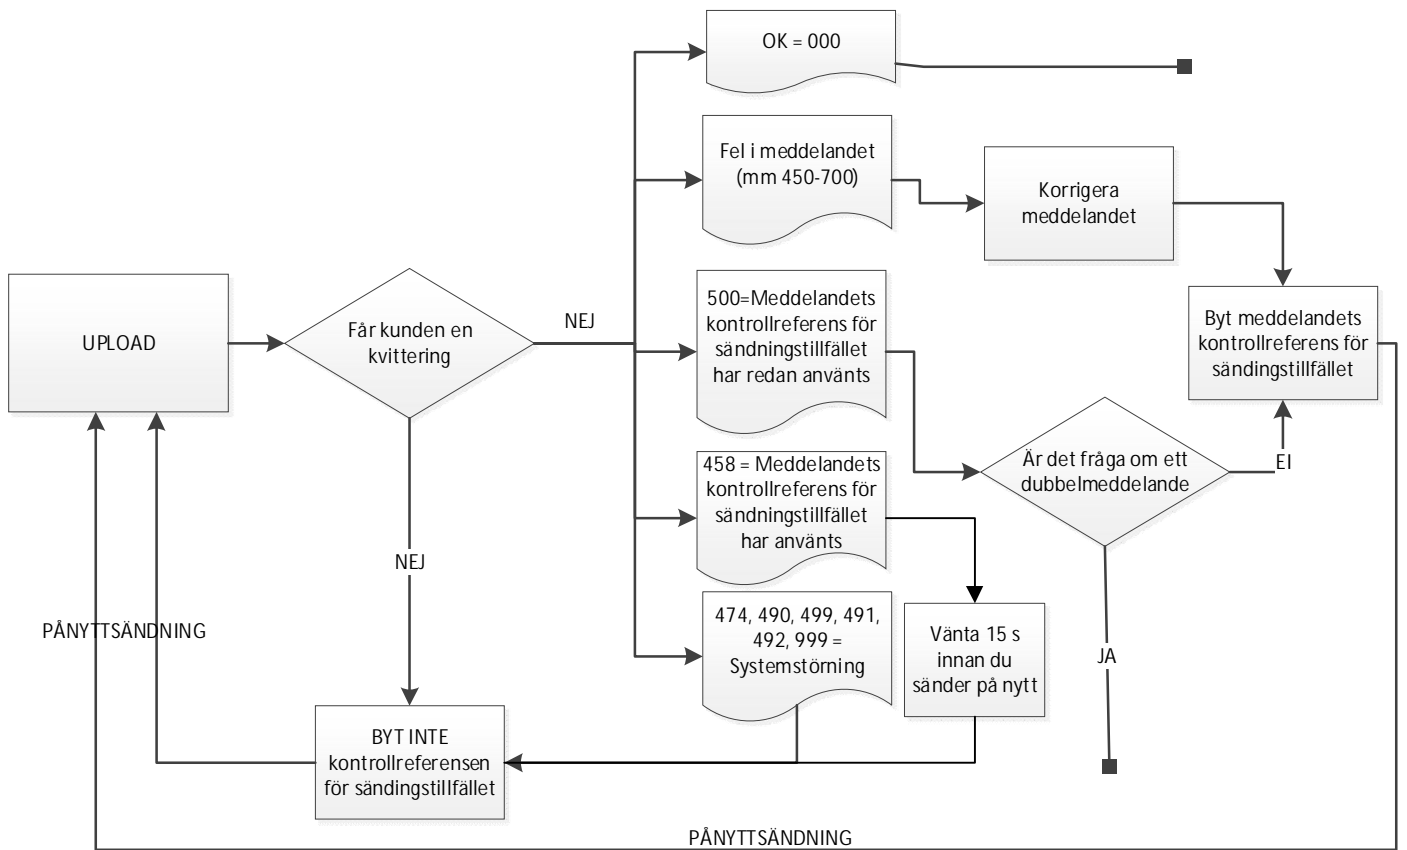 OK = 000
Fel i meddelandet
(mm 450-700)
Korrigera
meddelandet
UPLOAD
Får kunden en
kvittering
NEJ
500=Meddelandets
kontrollreferens för
sändningstillfället
har redan använts
Byt meddelandets
kontrollreferens för
sändingstillfället
Är det fråga om ett
dubbelmeddelande
EI
458 = Meddelandets
kontrollreferens för
sändningstillfället
har använts
NEJ
PÅNYTTSÄNDNING
474, 490, 499, 491,
492, 999 =
Systemstörning
Vänta 15 s
innan du
sänder på nytt
JA
BYT INTE
kontrollreferensen
för sändingstillfället
PÅNYTTSÄNDNING